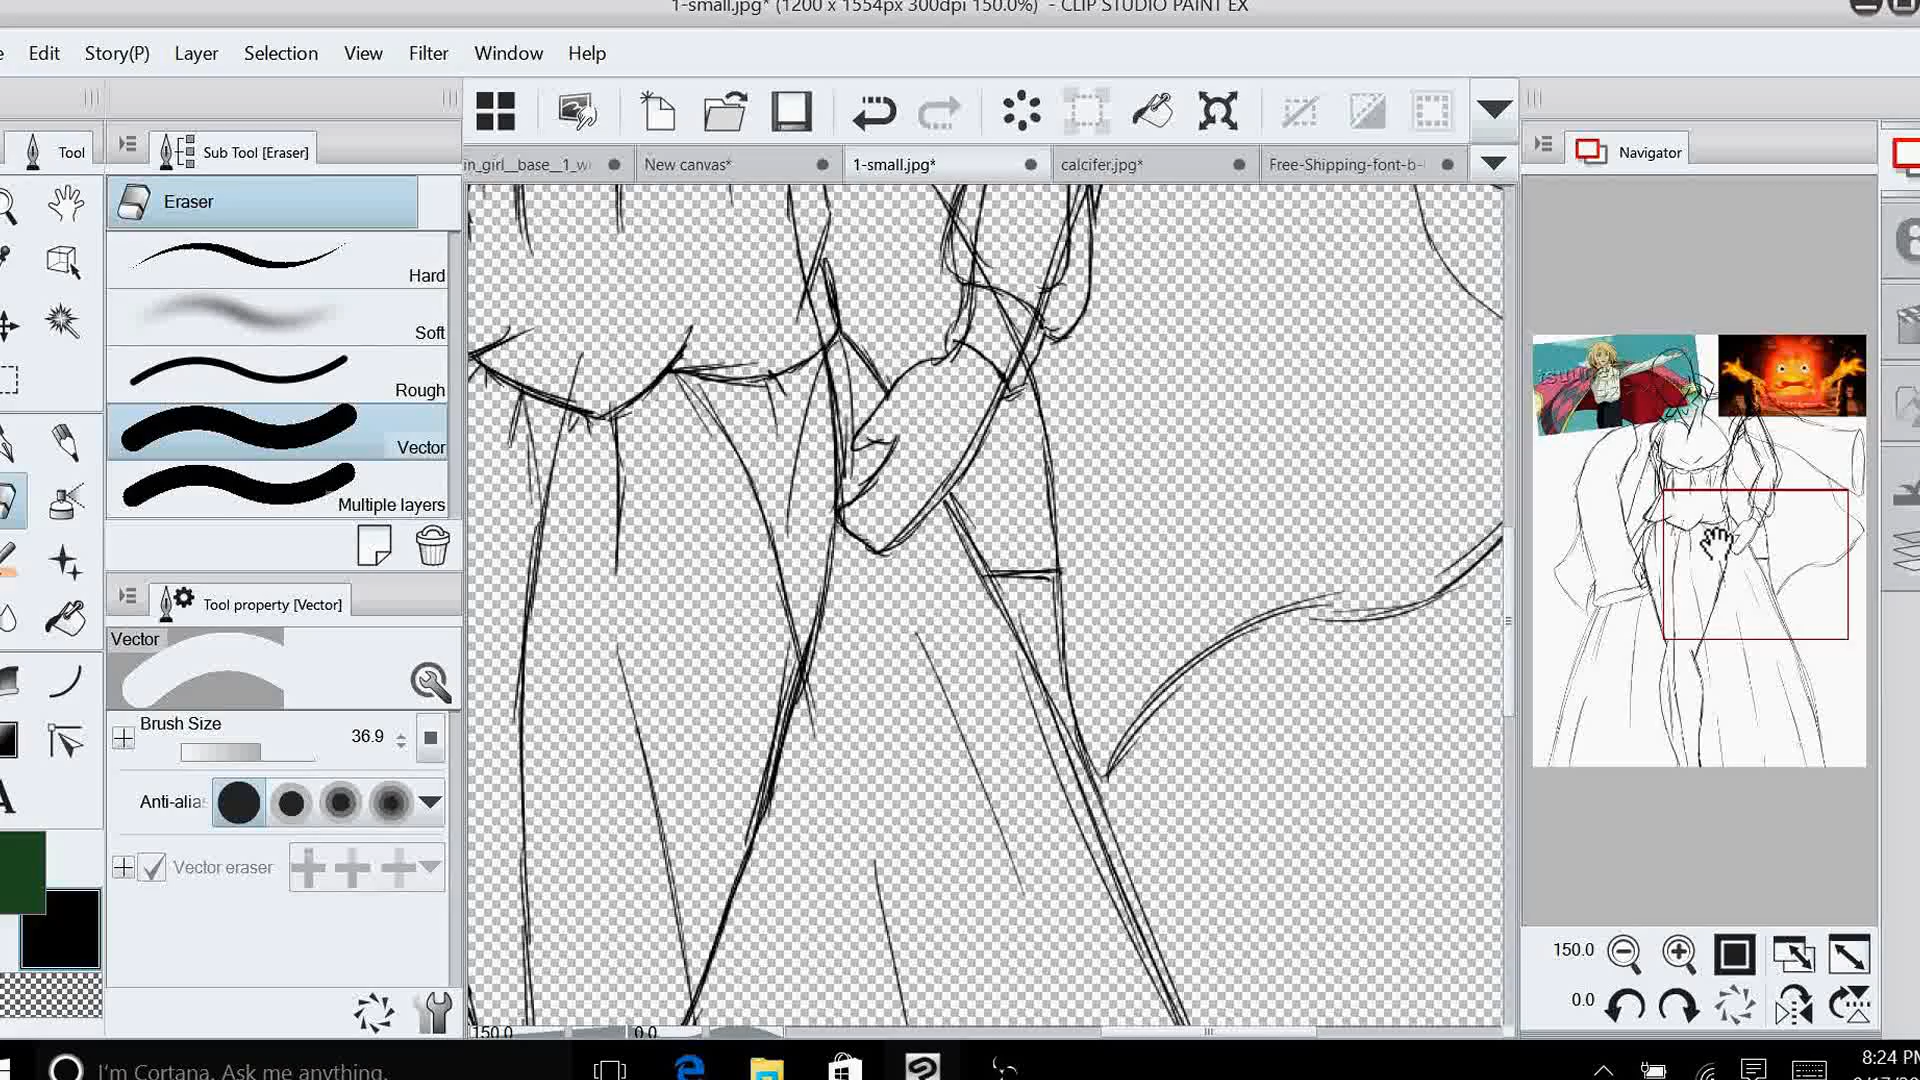 1-small.jpg* (1200 x 1554px 300dpi 150.0%) - CLIP STUDIO PAINT EX
Edit Story(P) Layer Selection View Filter Window Help
Tool
Sub Tool [Eraser]
in_girl__base__1_w
New canvas*
1-small.jpg*
calcifer.jpg*
Free-Shipping-font-b-
Navigator
Eraser
Hard
Soft
Rough
Vector
Multiple layers
Tool property [Vector]
Vector
Brush Size
36.9
Anti-alia
Vector eraser
150.0
0.0
150.0
0.0
I'm Cortana. Ask me anything.
8:24 PM